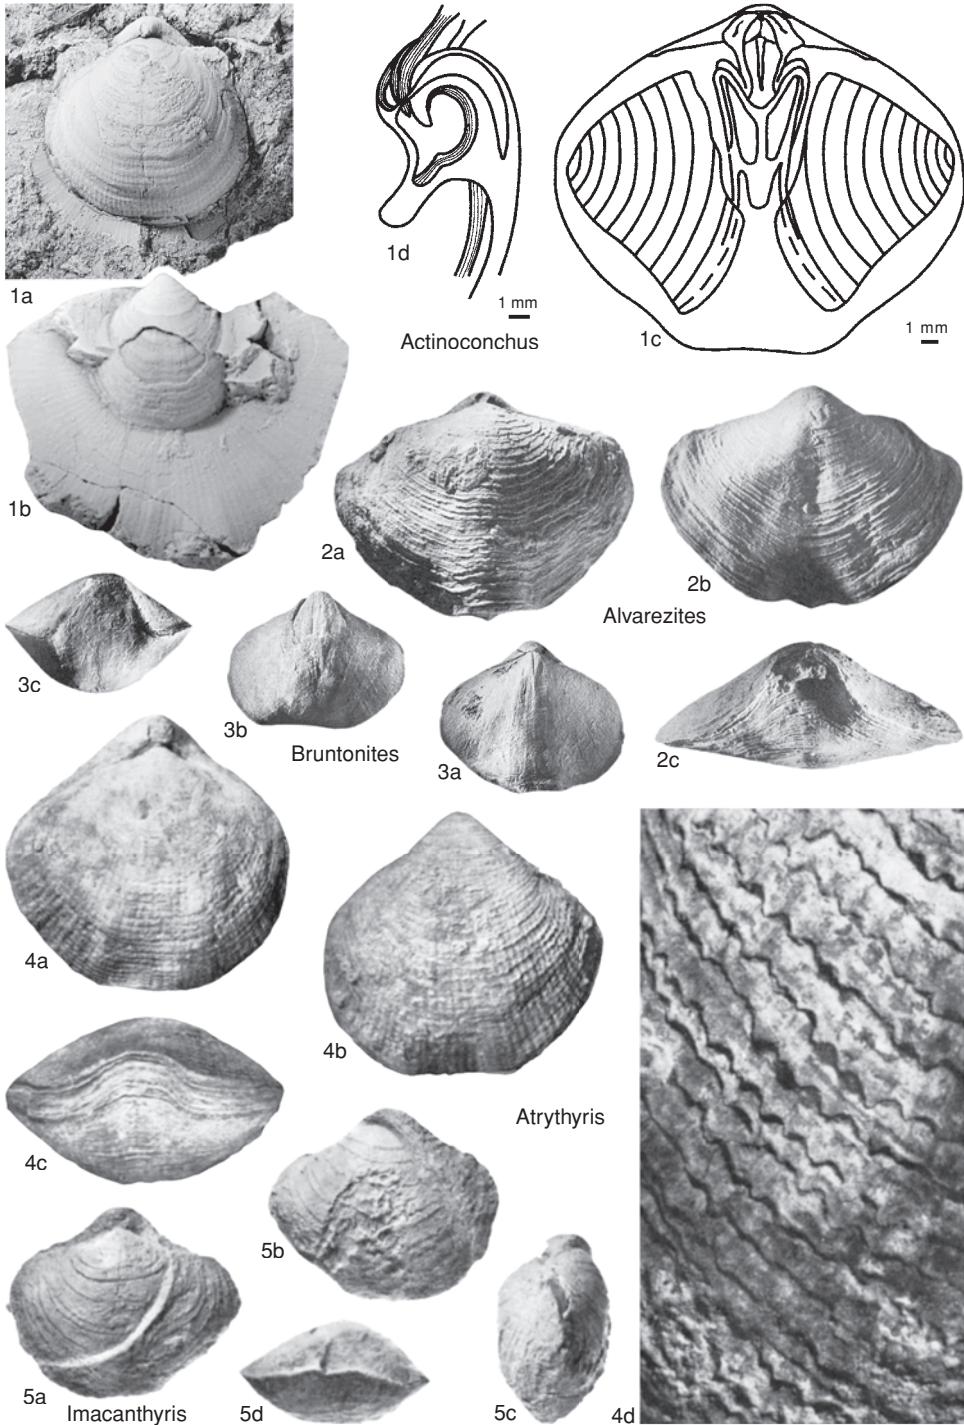 1a
1d
1 mm
Actinoconchus
1c
1 mm
1b
2a
2b
Alvarezites
3c
3b
Bruntonites
3a
2c
4a
4b
Atrythyris
4c
5b
5a
Imacanthyris
5d
5c
4d